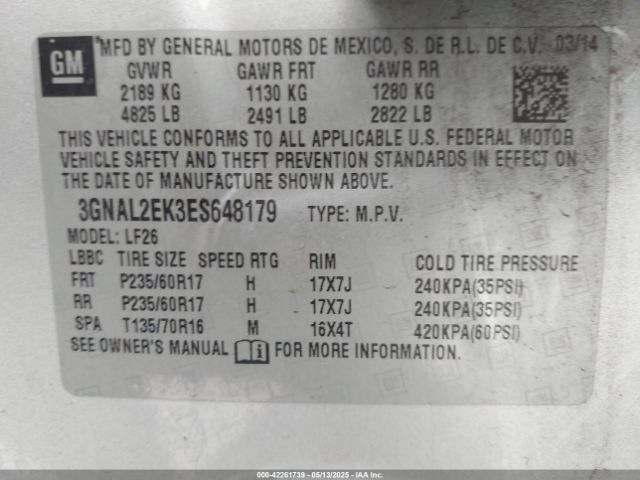 GM
MFD BY GENERAL MOTORS DE MEXICO, S. DE R.L. DE C.V. 03/14
GVWR GAWR FRT GAWR RR
2189 KG 1130 KG 1280 KG
4825 LB 2491 LB 2822 LB
THIS VEHICLE CONFORMS TO ALL APPLICABLE U.S. FEDERAL MOTOR
VEHICLE SAFETY AND THEFT PREVENTION STANDARDS IN EFFECT ON
THE DATE OF MANUFACTURE SHOWN ABOVE.
3GNAL2EK3ES648179 TYPE: M.P.V.
MODEL: LF26
LBBC TIRE SIZE SPEED RTG RIM COLD TIRE PRESSURE
FRT P235/60R17 H 17X7J 240KPA(35PSI)
RR P235/60R17 H 17X7J 240KPA(35PSI)
SPA T135/70R16 M 16X4T 420KPA(60PSI)
SEE OWNER'S MANUAL FOR MORE INFORMATION.
000-42261739 - 05/13/2025 - IAAI.COM